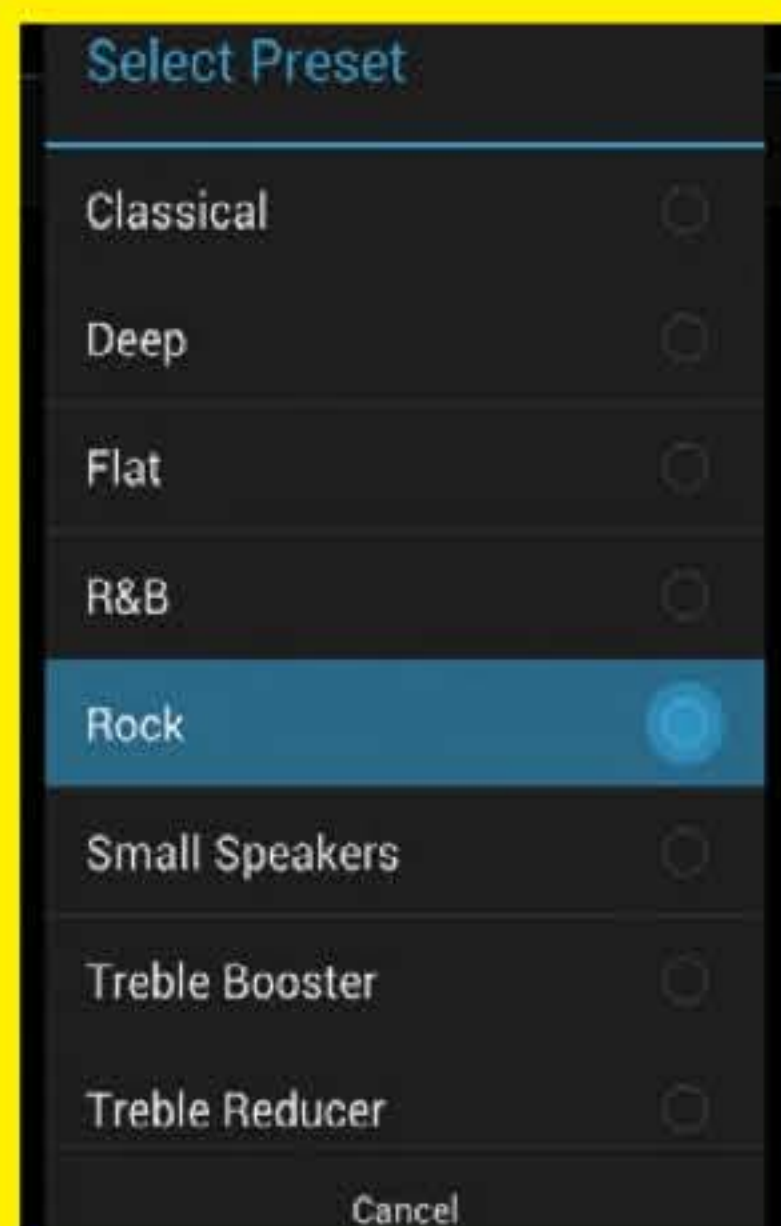 Select Preset
Classical
Deep
Flat
R&B
Rock
Small Speakers
Treble Booster
Treble Reducer
Cancel